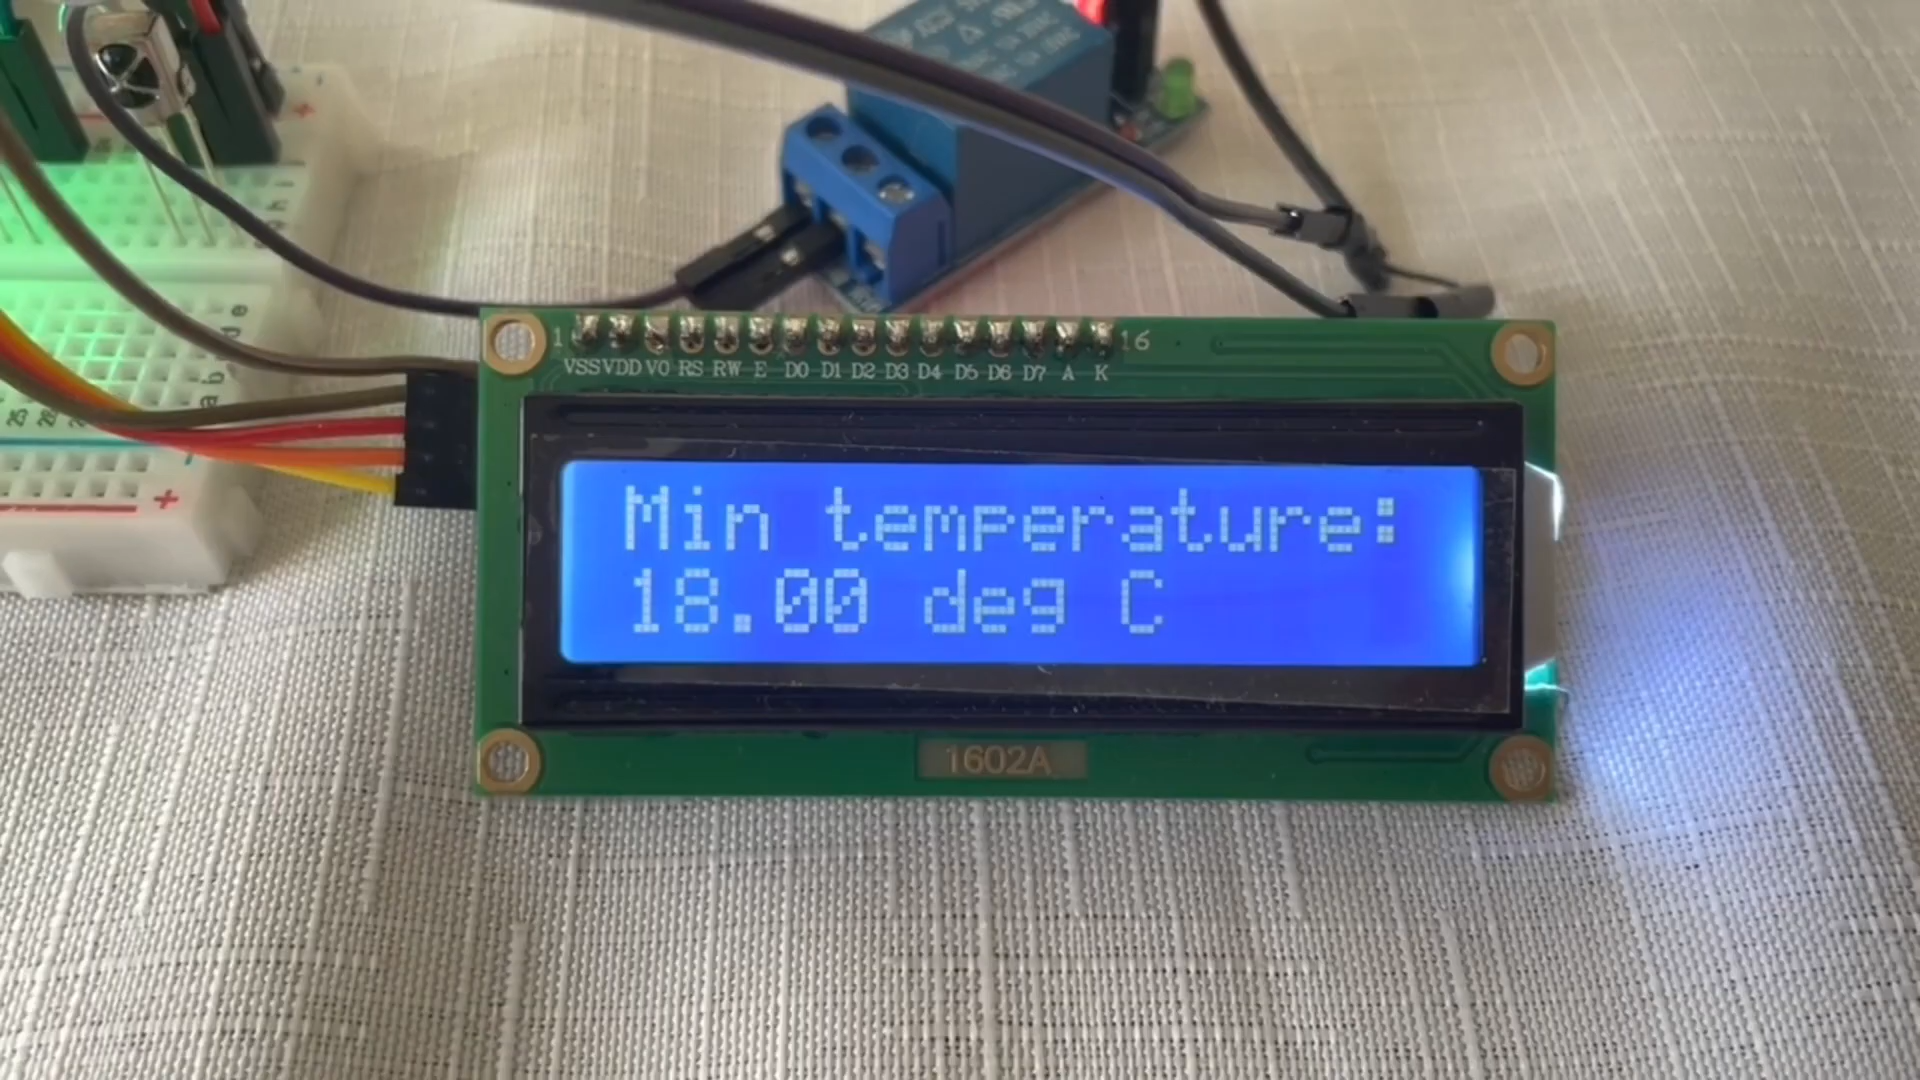 1 16
VSS VDD V0 RS RW E D0 D1 D2 D3 D4 D5 D6 D7 A K
Min temperature:
18.00 deg C
1602A